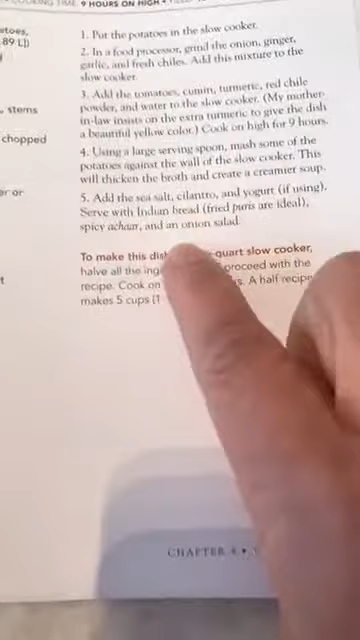 COOKING TIME 9 HOURS ON HIGH •
1. Put the potatoes in the slow cooker.
2. In a food processor, grind the onion, ginger,
garlic, and fresh chiles. Add this mixture to the
slow cooker.
3. Add the tomatoes, cumin, turmeric, red chile
powder, and water to the slow cooker. (My mother-
in-law insists on the extra turmeric to give the dish
a beautiful yellow color.) Cook on high for 9 hours.
4. Using a large serving spoon, mash some of the
potatoes against the wall of the slow cooker. This
will thicken the broth and create a creamier soup.
5. Add the sea salt, cilantro, and yogurt (if using).
Serve with Indian bread (fried puris are ideal),
spicy achaar, and an onion salad.
To make this dish -quart slow cooker,
halve all the ing proceed with the
recipe. Cook on A half recipe
makes 5 cups (1
89 L])
stems
chopped
er or
CHAPTER 4 •